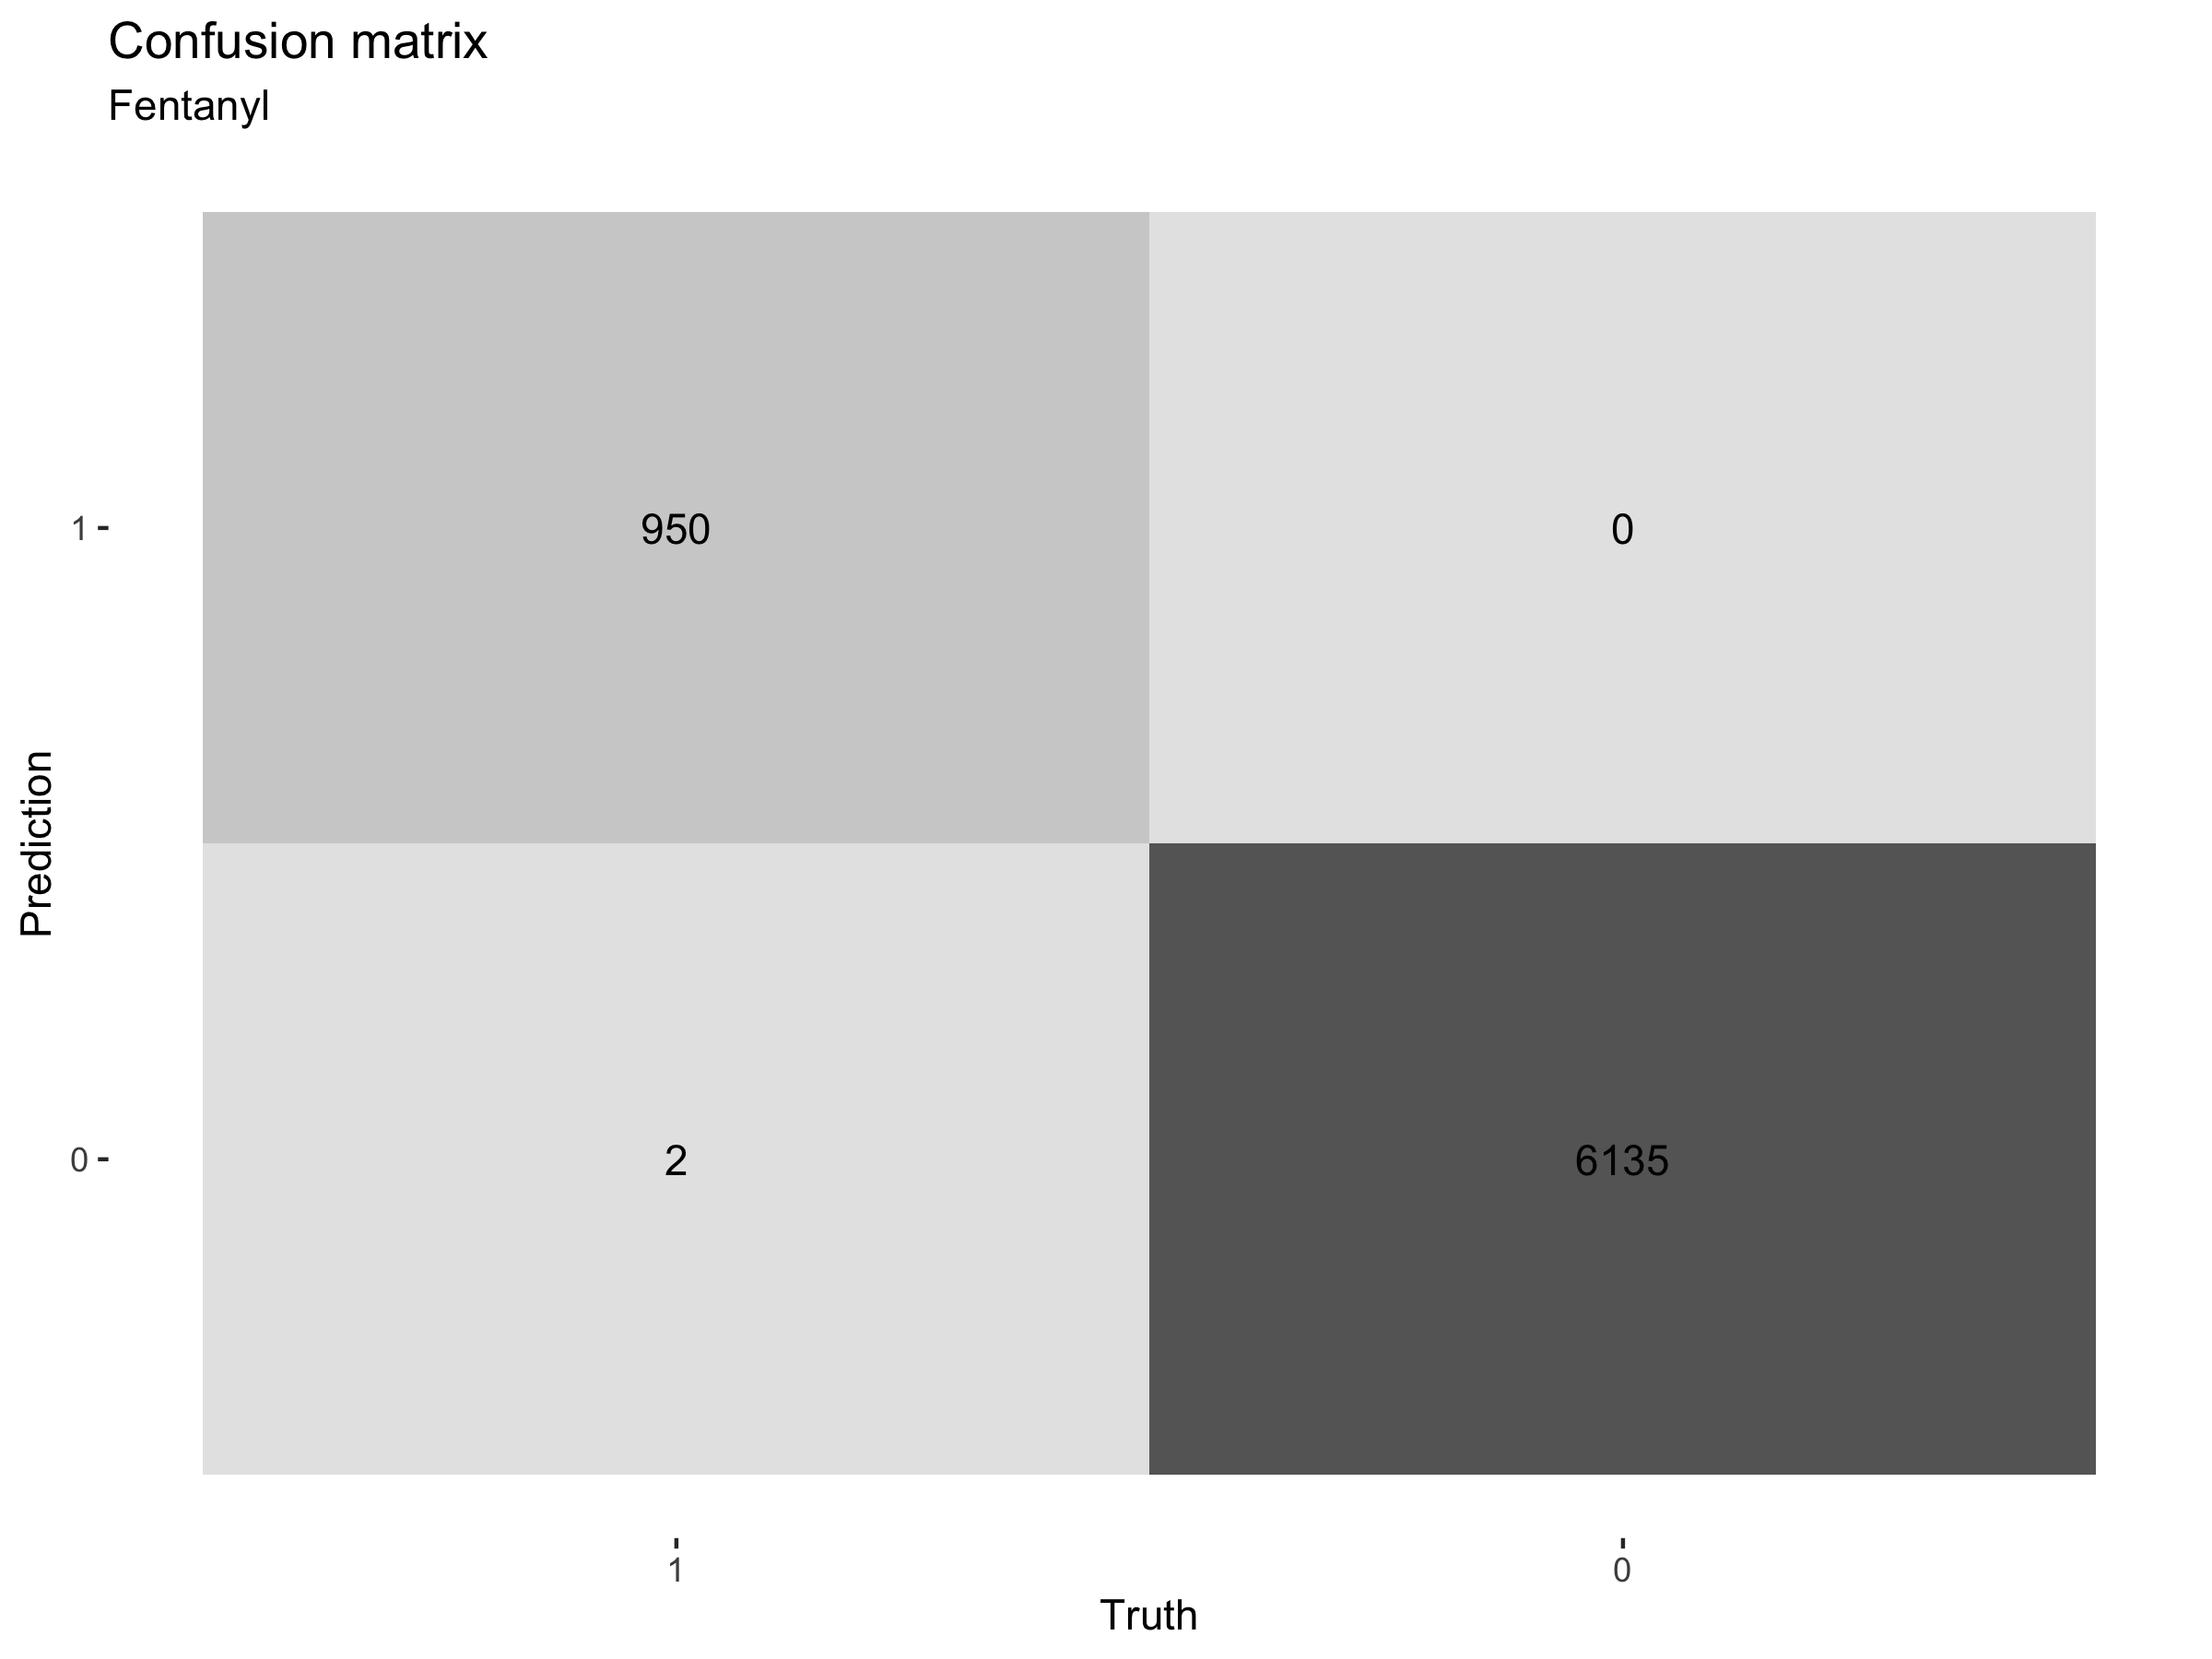 Confusion matrix
Fentanyl
1
950
0
Prediction
0
2
6135
1
0
Truth